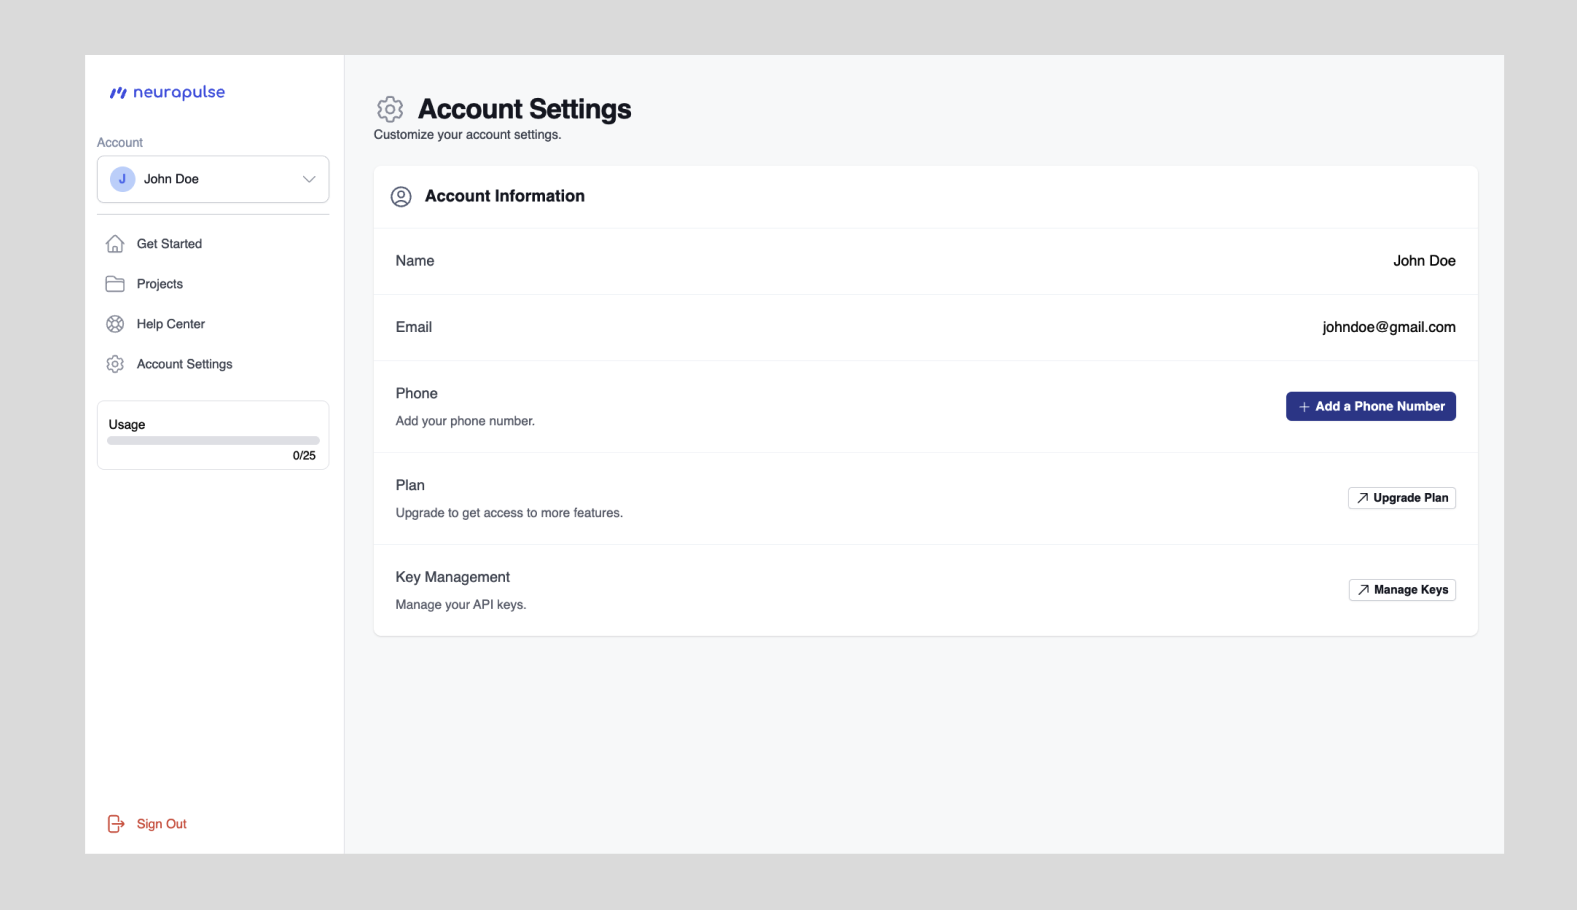 neurapulse
Account
J
John Doe
Get Started
Projects
Help Center
Account Settings
Usage
0/25
Sign Out
Account Settings
Customize your account settings.
Account Information
Name
John Doe
Email
johndoe@gmail.com
Phone
Add your phone number.
+ Add a Phone Number
Plan
Upgrade to get access to more features.
Upgrade Plan
Key Management
Manage your API keys.
Manage Keys